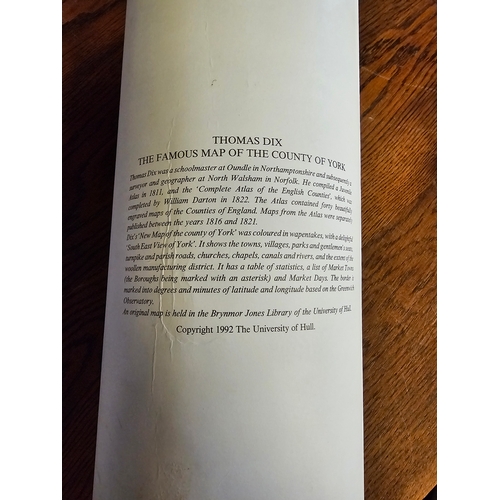 THOMAS DIX
THE FAMOUS MAP OF THE COUNTY OF YORK
Thomas Dix was a schoolmaster at Oundle in Northamptonshire and subsequently a
surveyor and geographer at North Walsham in Norfolk. He compiled a Juvenile
Atlas in 1811, and the 'Complete Atlas of the English Counties', which was
completed by William Darton in 1822. The Atlas contained forty beautifully
engraved maps of the Counties of England. Maps from the Atlas were separately
published between the years 1816 and 1821.
Dix's 'New Map of the county of York' was coloured in wapentakes, with a delightful
'South East View of York'. It shows the towns, villages, parks and gentlemen's seats,
turnpike and parish roads, churches, chapels, canals and rivers, and the extent of the
woollen manufacturing district. It has a table of statistics, a list of Market Towns
(the Boroughs being marked with an asterisk) and Market Days. The border is
marked into degrees and minutes of latitude and longitude based on the Greenwich
Observatory.
An original map is held in the Brynmor Jones Library of the University of Hull.
Copyright 1992 The University of Hull.